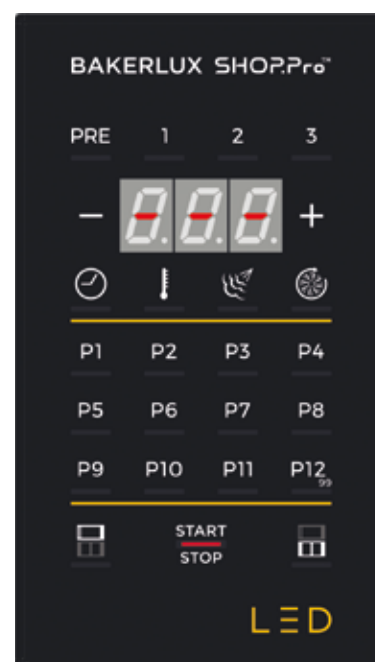 BAKERLUX SHOP.Pro™
PRE 1 2 3
- --- +
P1 P2 P3 P4
P5 P6 P7 P8
P9 P10 P11 P12 99
START
STOP
LED